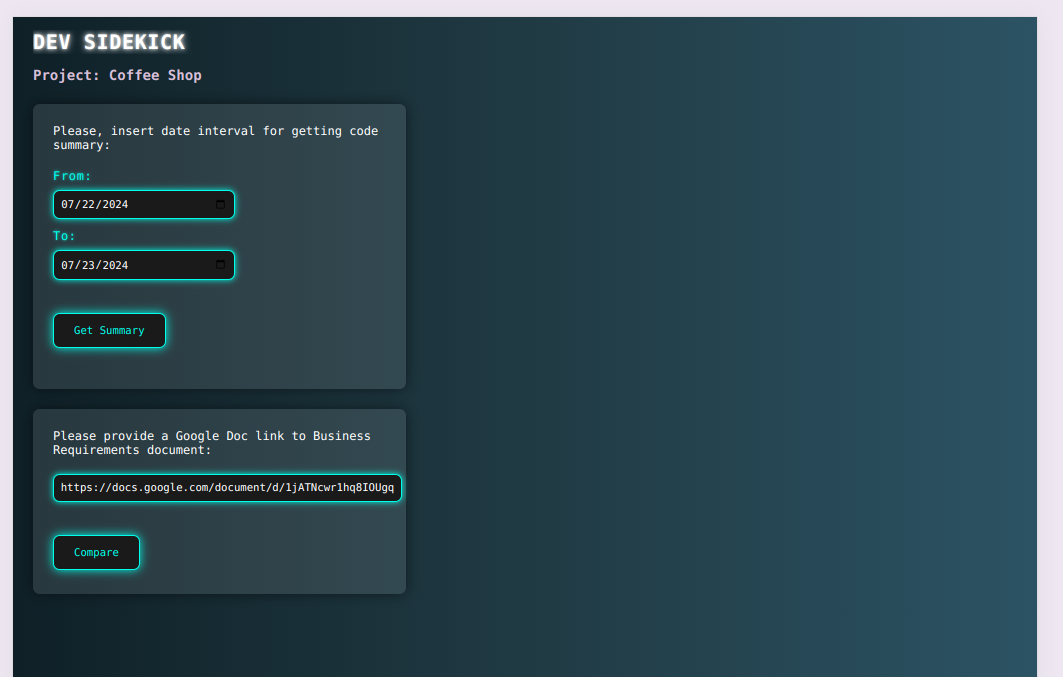 DEV SIDEKICK
Project: Coffee Shop
Please, insert date interval for getting code
summary:
From:
07/22/2024
To:
07/23/2024
Get Summary
Please provide a Google Doc link to Business
Requirements document:
https://docs.google.com/document/d/1jATNcwr1hq8IOUgq
Compare